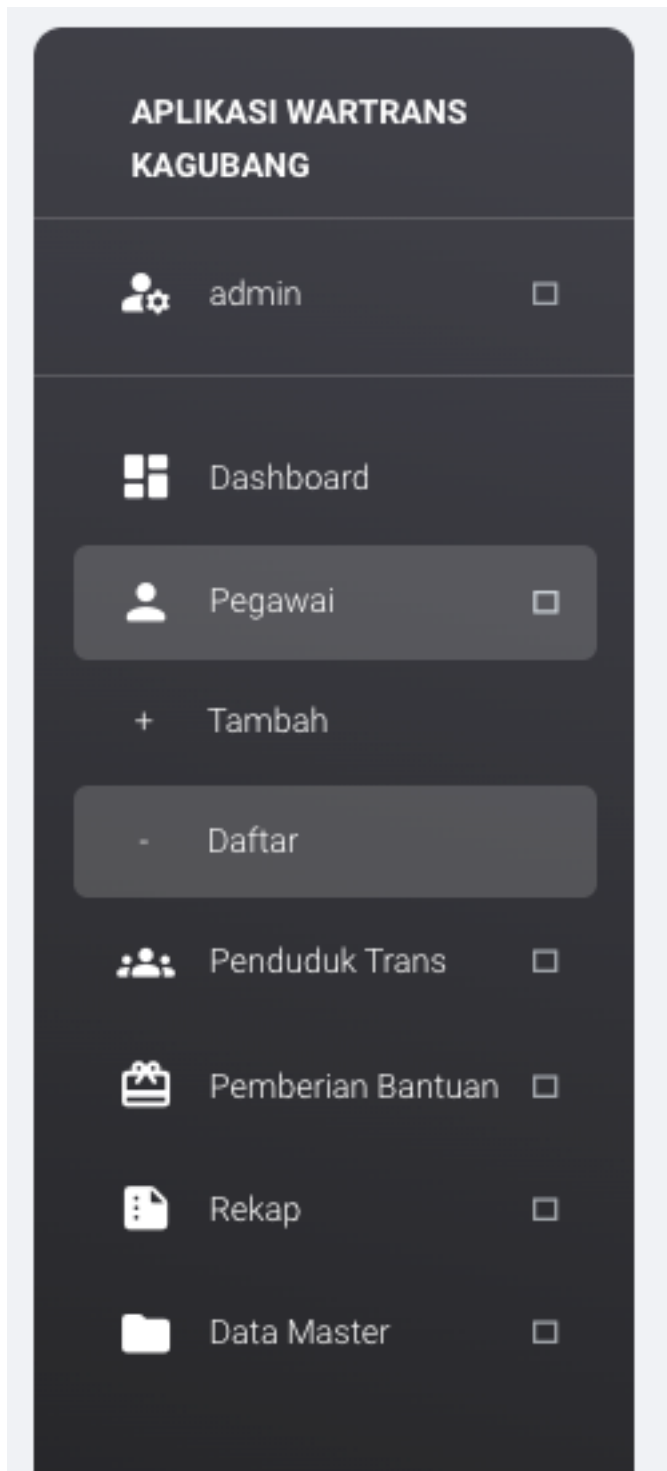 APLIKASI WARTRANS
KAGUBANG
admin
Dashboard
Pegawai
+ Tambah
- Daftar
Penduduk Trans
Pemberian Bantuan
Rekap
Data Master